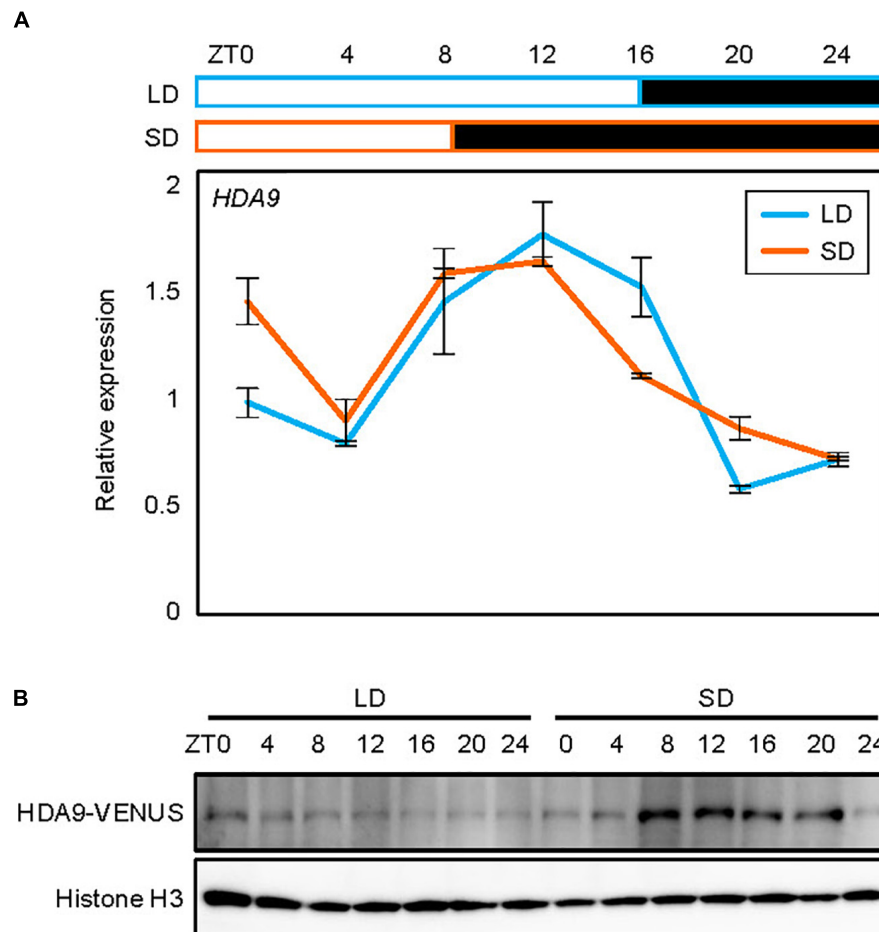 A
ZT0 4 8 12 16 20 24
LD
SD
HDA9
LD
SD
2
1.5
1
0.5
0
Relative expression
B
LD SD
ZT0 4 8 12 16 20 24 0 4 8 12 16 20 24
HDA9-VENUS
Histone H3